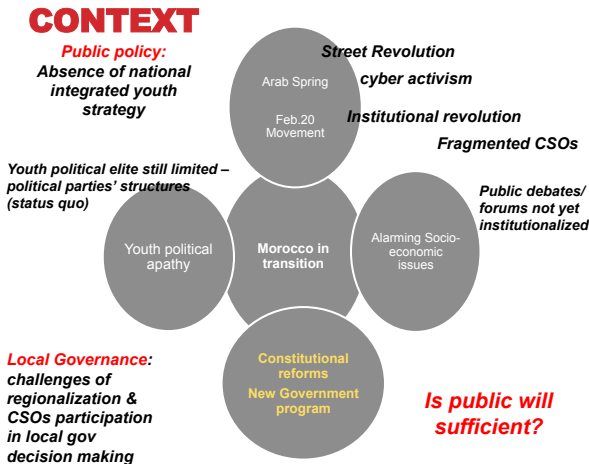 CONTEXT
Public policy:
Absence of national
integrated youth
strategy
Arab Spring
Feb.20
Movement
Street Revolution
cyber activism
Institutional revolution
Fragmented CSOs
Youth political elite still limited –
political parties' structures
(status quo)
Public debates/
forums not yet
institutionalized
Youth political
apathy
Morocco in
transition
Alarming Socio-
economic
issues
Constitutional
reforms
New Government
program
Local Governance:
challenges of
regionalization &
CSOs participation
in local gov
decision making
Is public will
sufficient?